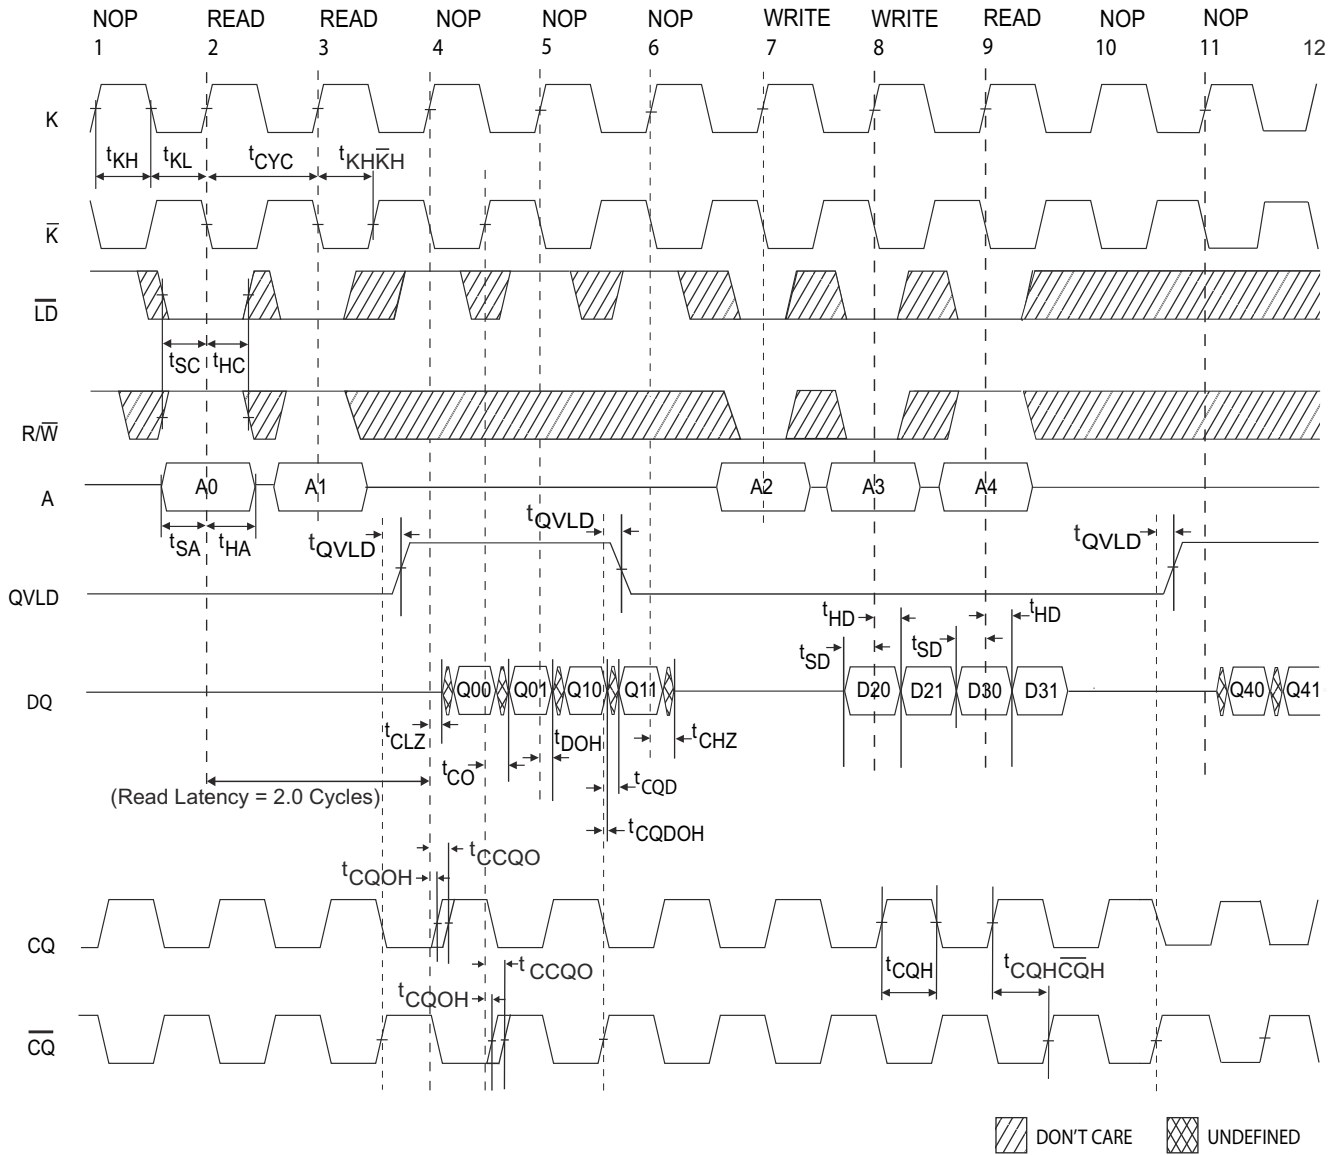 NOP READ READ NOP NOP NOP WRITE WRITE READ NOP NOP
1 2 3 4 5 6 7 8 9 10 11 12
K
tKH tKL tCYC tKHK̅H
K̅
L̅D̅
tSC tHC
R/W̅
A A0 A1 A2 A3 A4
tSA tHA tQVLD tQVLD tQVLD
QVLD
tHD tHD
tSD tSD
DQ Q00 Q01 Q10 Q11 D20 D21 D30 D31 Q40 Q41
tCLZ tDOH tCHZ
tCO tCQD
(Read Latency = 2.0 Cycles)
tCQDOH
tCCQO
tCQOH
CQ
tCCQO tCQH tCQHC̅Q̅H
tCQOH
C̅Q̅
DON'T CARE UNDEFINED